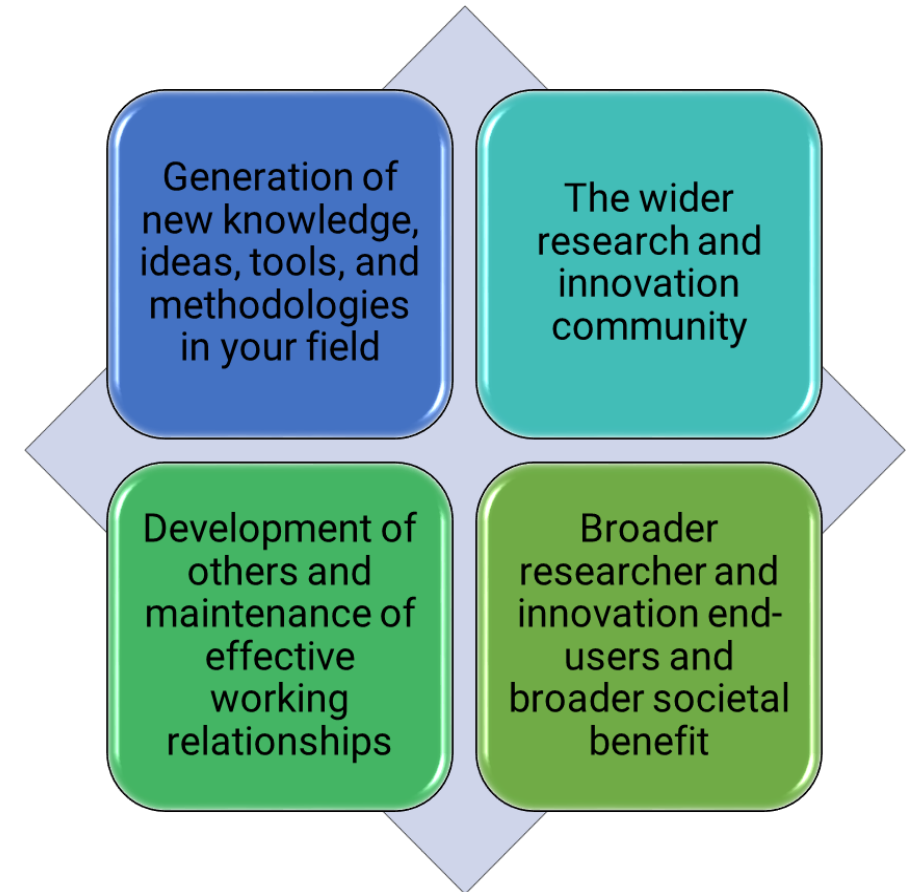 Generation of
new knowledge,
ideas, tools, and
methodologies
in your field
The wider
research and
innovation
community
Development of
others and
maintenance of
effective
working
relationships
Broader
researcher and
innovation end-
users and
broader societal
benefit